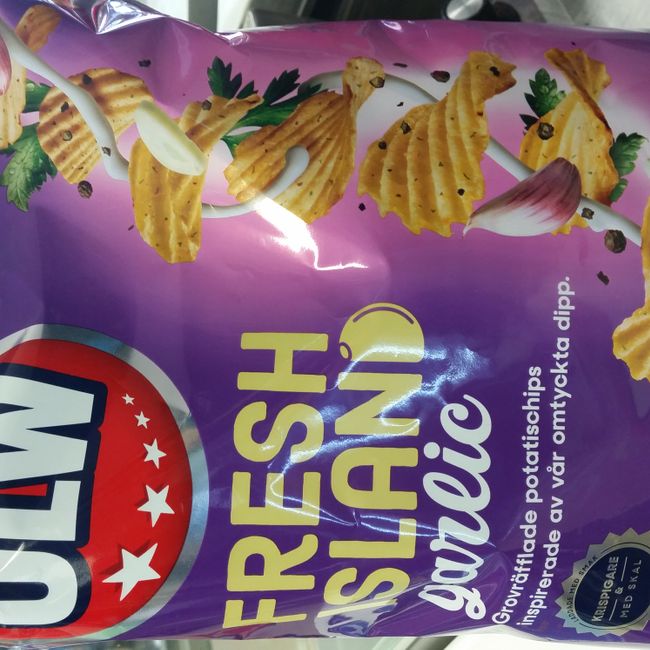 OLW
FRESH
ISLAND
garlic
Grovräfflade potatischips
inspirerade av vår omtyckta dipp.
KRISPIGARE
&
MED SKAL